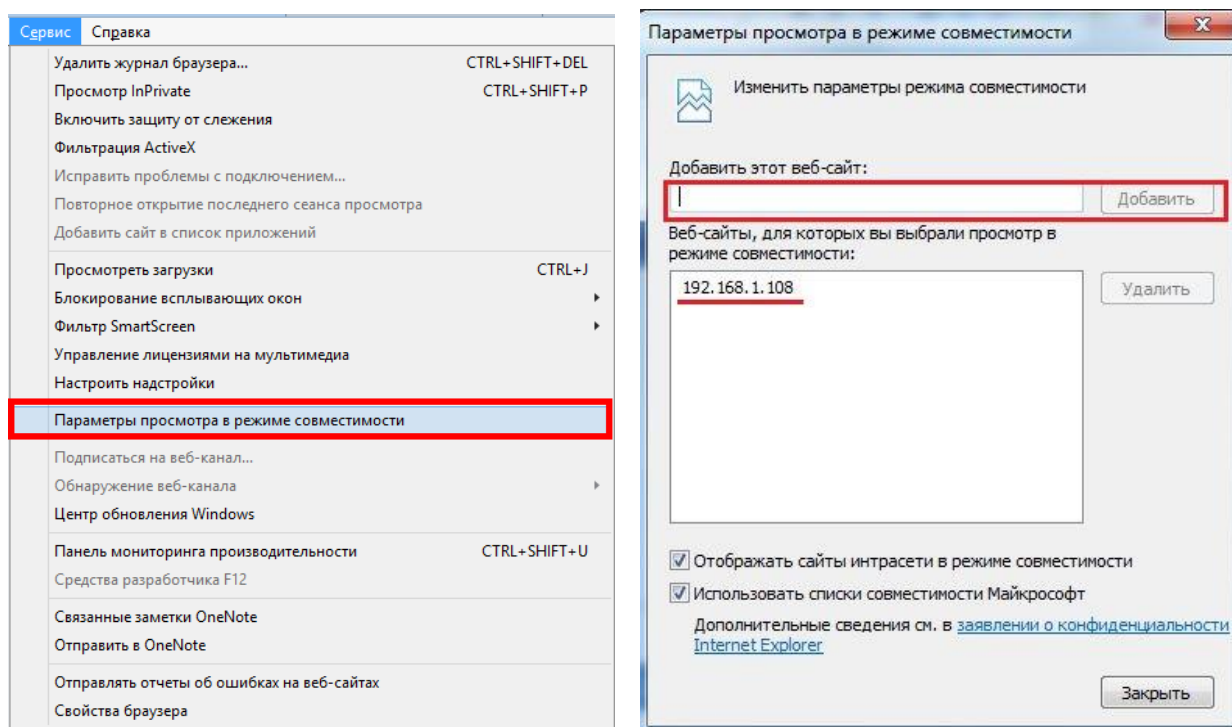 Сервис Справка
Удалить журнал браузера... CTRL+SHIFT+DEL
Просмотр InPrivate CTRL+SHIFT+P
Включить защиту от слежения
Фильтрация ActiveX
Исправить проблемы с подключением...
Повторное открытие последнего сеанса просмотра
Добавить сайт в список приложений
Просмотреть загрузки CTRL+J
Блокирование всплывающих окон
Фильтр SmartScreen
Управление лицензиями на мультимедиа
Настроить надстройки
Параметры просмотра в режиме совместимости
Подписаться на веб-канал...
Обнаружение веб-канала
Центр обновления Windows
Панель мониторинга производительности CTRL+SHIFT+U
Средства разработчика F12
Связанные заметки OneNote
Отправить в OneNote
Отправлять отчеты об ошибках на веб-сайтах
Свойства браузера
Параметры просмотра в режиме совместимости
Изменить параметры режима совместимости
Добавить этот веб-сайт:
Добавить
Веб-сайты, для которых вы выбрали просмотр в
режиме совместимости:
192.168.1.108
Удалить
Отображать сайты интрасети в режиме совместимости
Использовать списки совместимости Майкрософт
Дополнительные сведения см. в заявлении о конфиденциальности
Internet Explorer
Закрыть